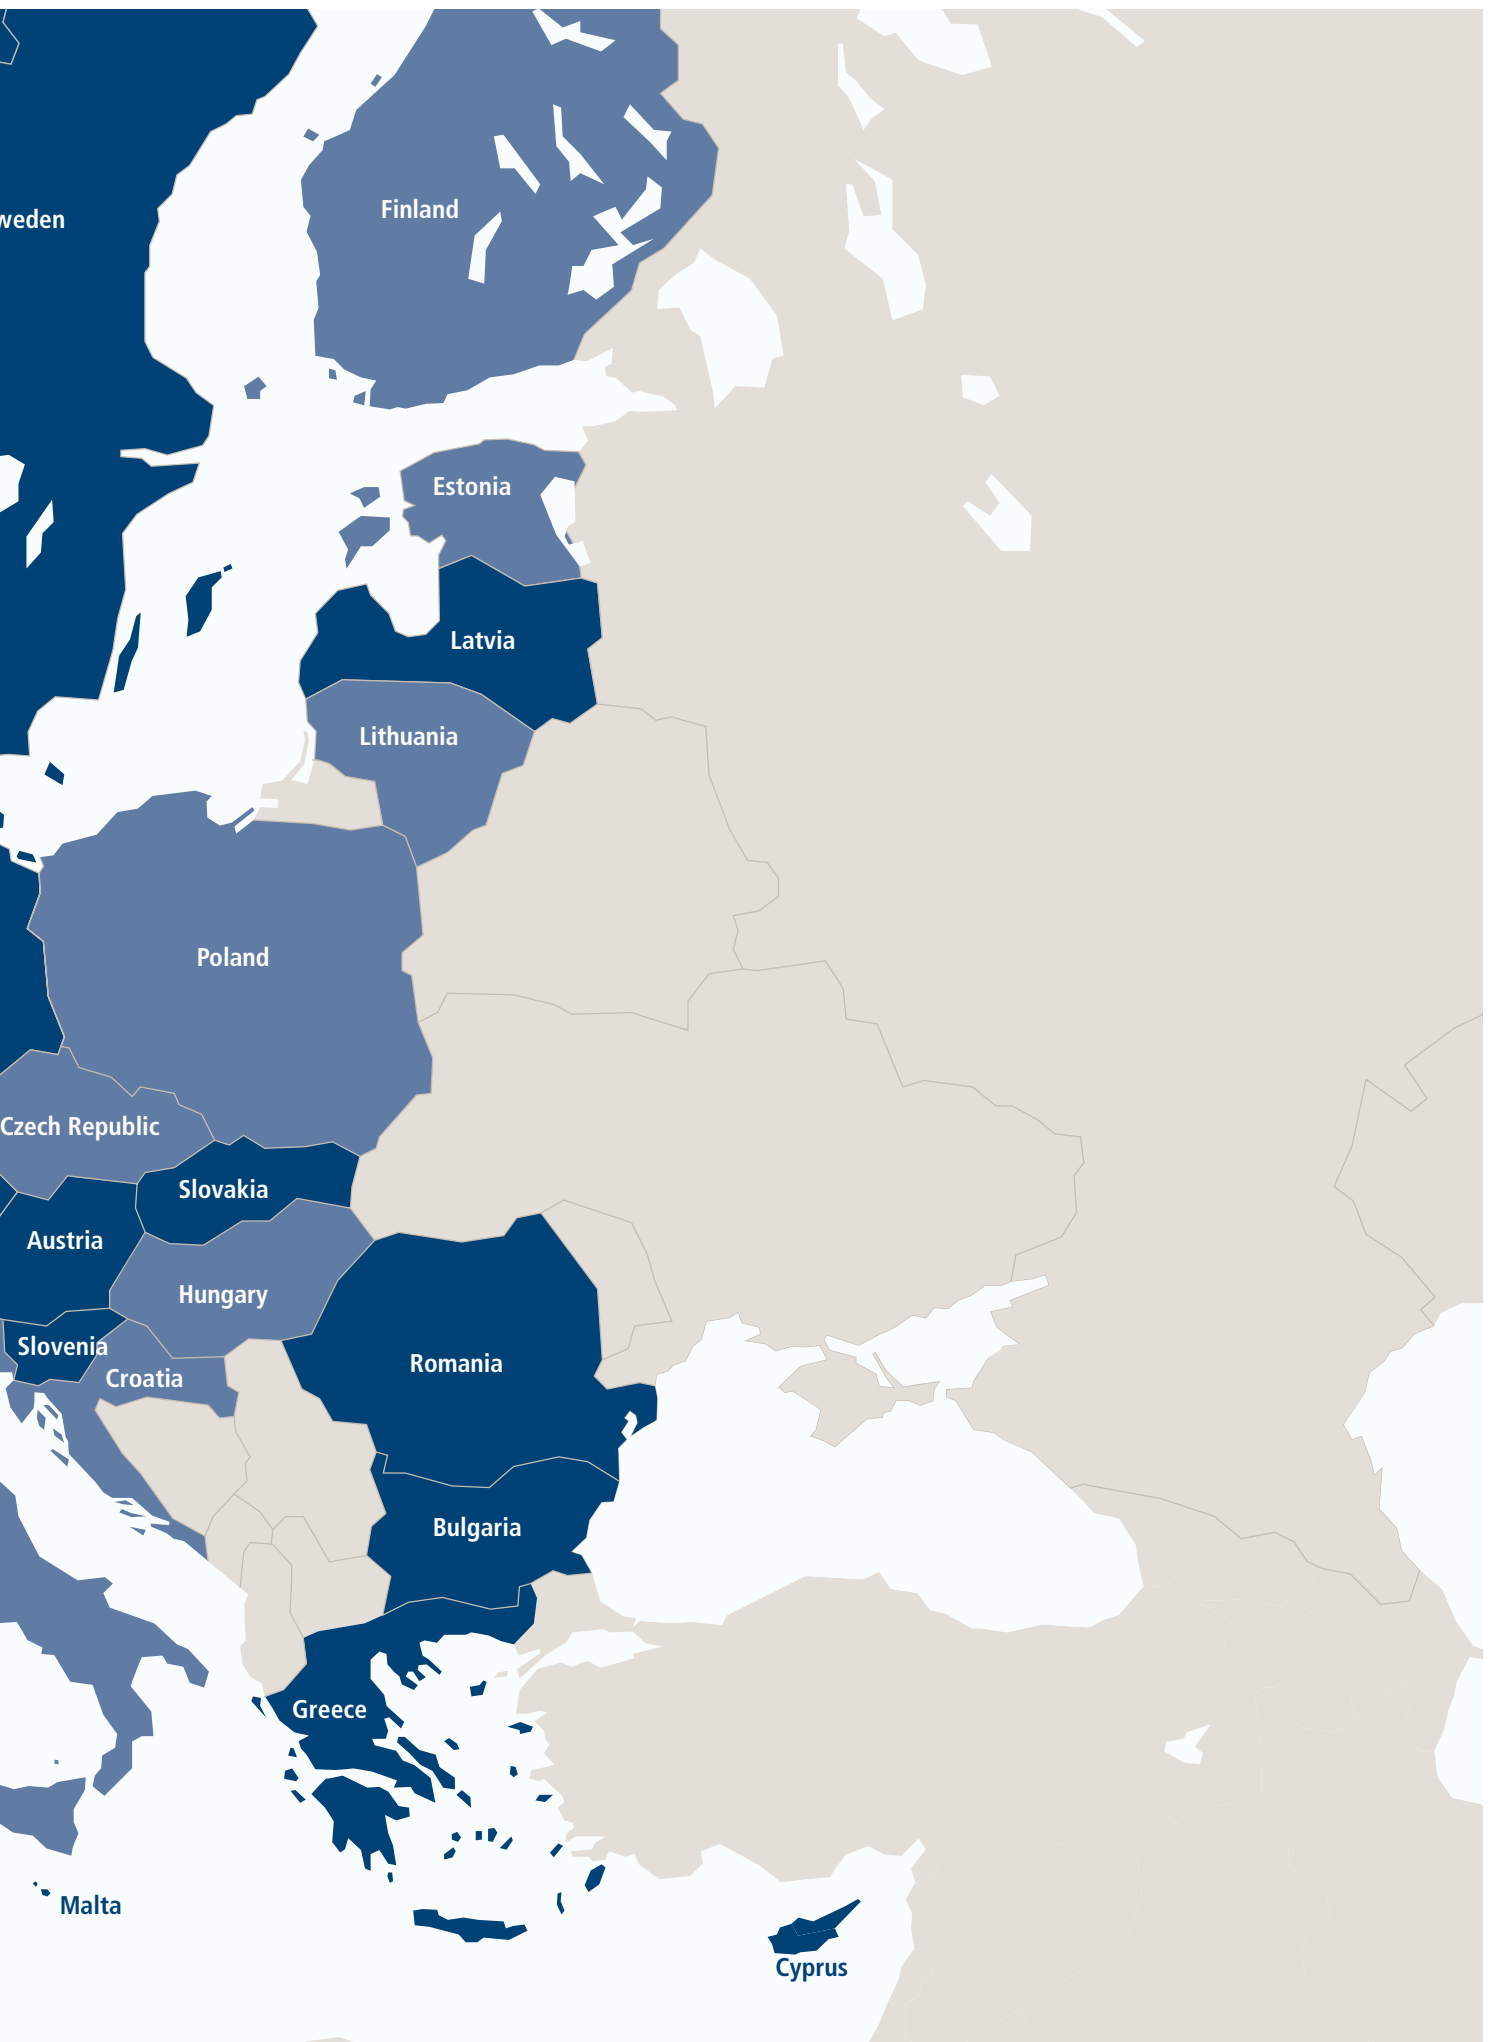 Finland
weden
Estonia
Latvia
Lithuania
Poland
Czech Republic
Slovakia
Austria
Hungary
Slovenia
Romania
Croatia
Bulgaria
Greece
Malta
Cyprus